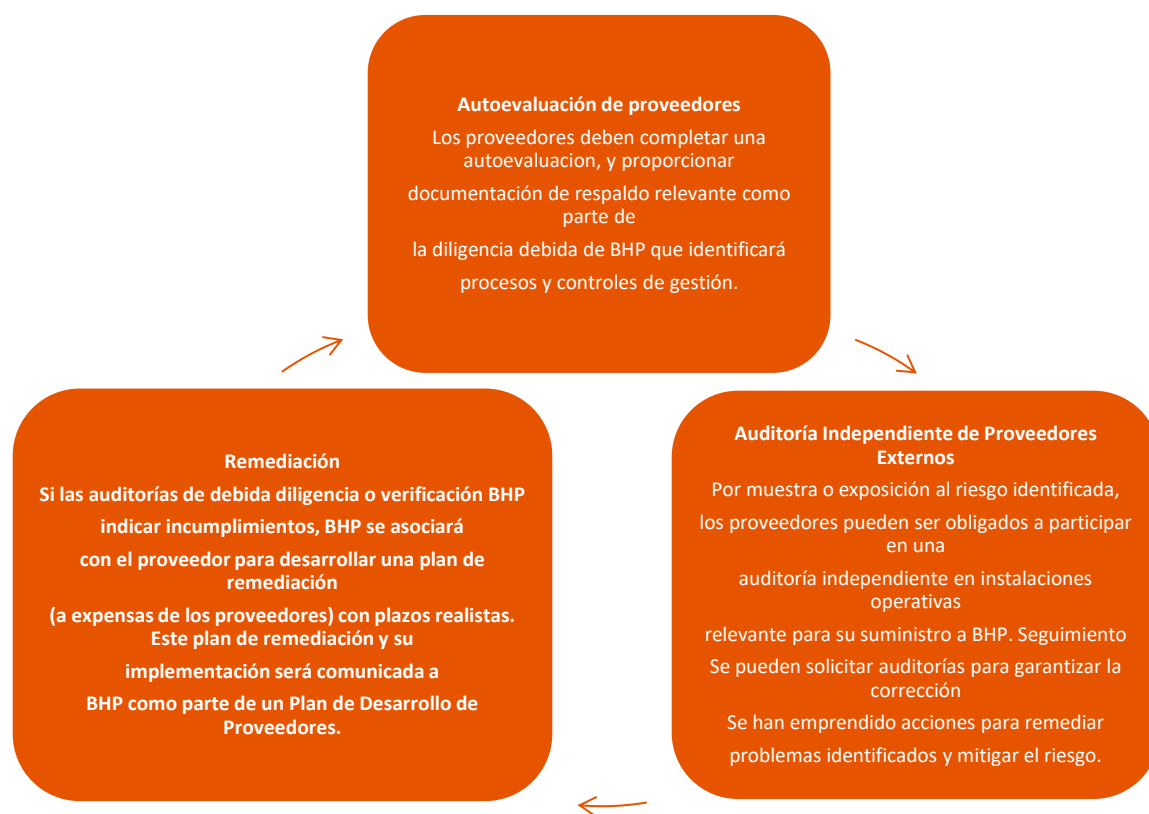 Autoevaluación de proveedores
Los proveedores deben completar una
autoevaluacion, y proporcionar
documentación de respaldo relevante como
parte de
la diligencia debida de BHP que identificará
procesos y controles de gestión.
Auditoría Independiente de Proveedores
Externos
Por muestra o exposición al riesgo identificada,
los proveedores pueden ser obligados a participar
en una
auditoría independiente en instalaciones
operativas
relevante para su suministro a BHP. Seguimiento
Se pueden solicitar auditorías para garantizar la
corrección
Se han emprendido acciones para remediar
problemas identificados y mitigar el riesgo.
Remediación
Si las auditorías de debida diligencia o verificación BHP
indicar incumplimientos, BHP se asociará
con el proveedor para desarrollar una plan de
remediación
(a expensas de los proveedores) con plazos realistas.
Este plan de remediación y su
implementación será comunicada a
BHP como parte de un Plan de Desarrollo de
Proveedores.